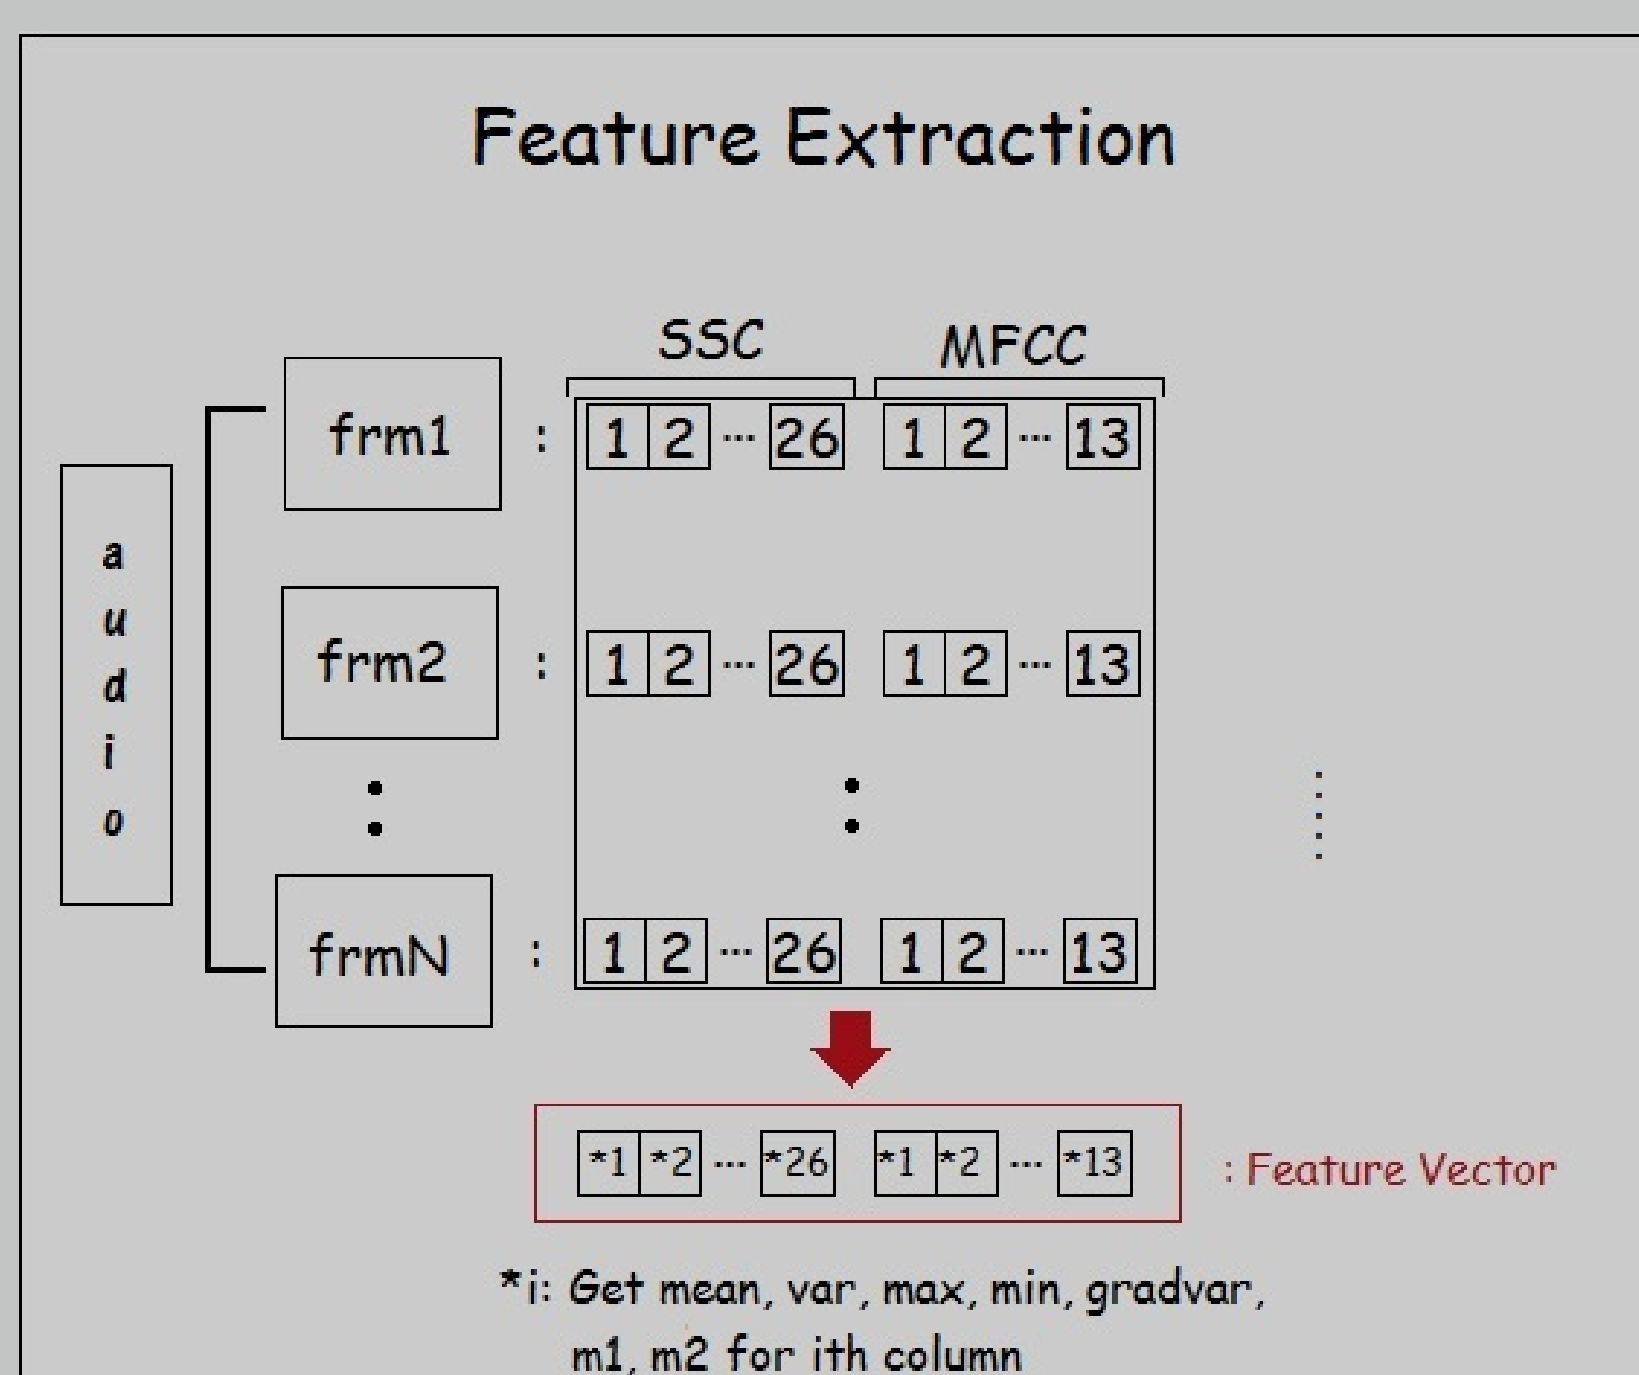 Feature Extraction
SSC MFCC
audio
frm1 : 1 2 ... 26 1 2 ... 13
frm2 : 1 2 ... 26 1 2 ... 13
frmN : 1 2 ... 26 1 2 ... 13
*1 *2 ... *26 *1 *2 ... *13 : Feature Vector
*i: Get mean, var, max, min, gradvar,
m1, m2 for ith column